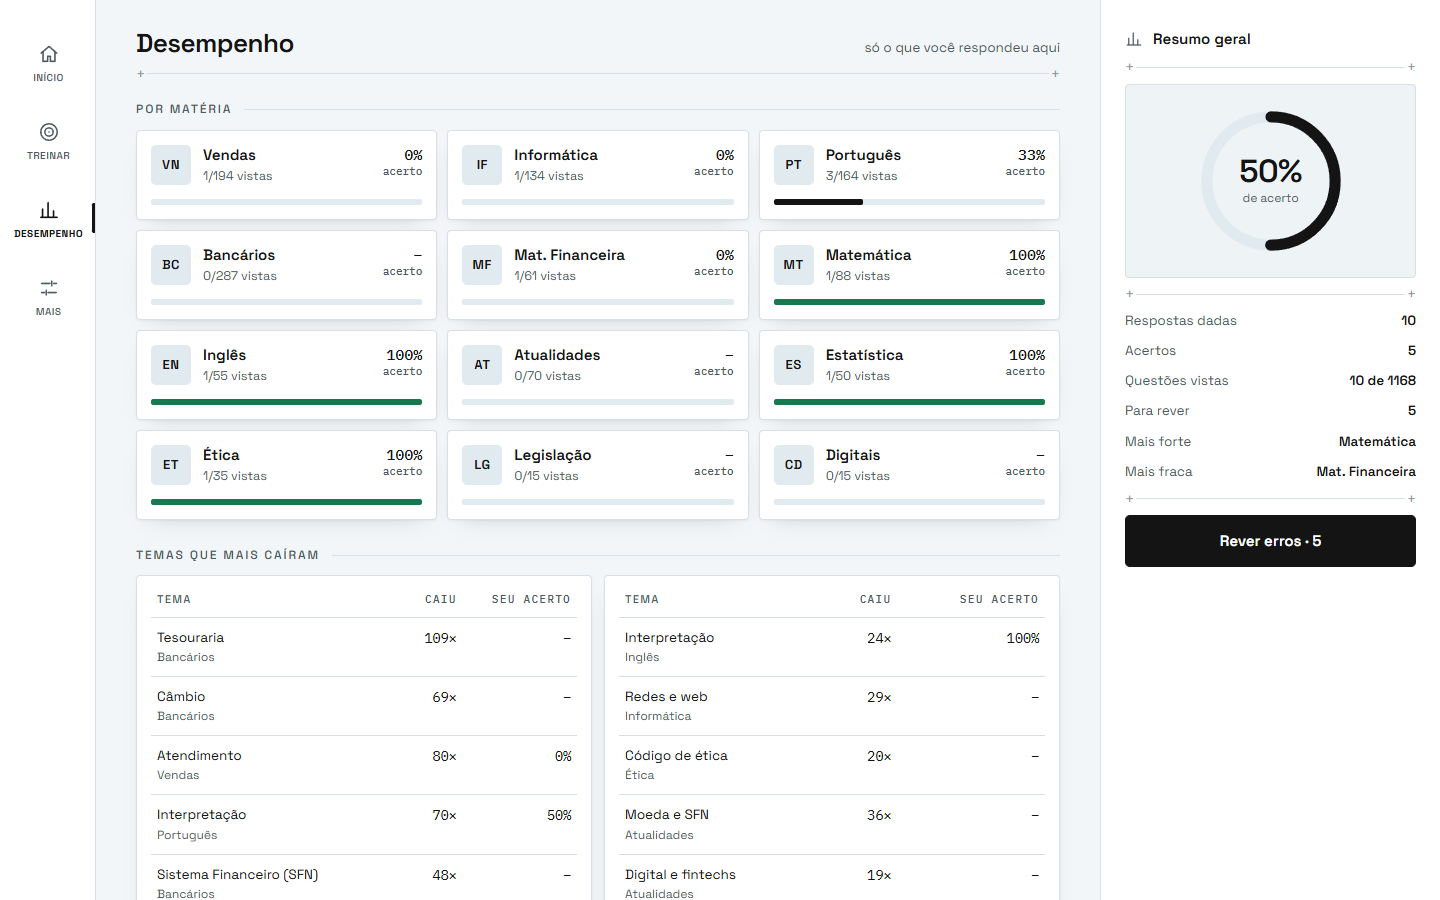 INÍCIO
TREINAR
DESEMPENHO
MAIS
Desempenho
só o que você respondeu aqui
POR MATÉRIA
VN Vendas 0%
1/194 vistas acerto
IF Informática 0%
1/134 vistas acerto
PT Português 33%
3/164 vistas acerto
BC Bancários –
0/287 vistas acerto
MF Mat. Financeira 0%
1/61 vistas acerto
MT Matemática 100%
1/88 vistas acerto
EN Inglês 100%
1/55 vistas acerto
AT Atualidades –
0/70 vistas acerto
ES Estatística 100%
1/50 vistas acerto
ET Ética 100%
1/35 vistas acerto
LG Legislação –
0/15 vistas acerto
CD Digitais –
0/15 vistas acerto
TEMAS QUE MAIS CAÍRAM
TEMA CAIU SEU ACERTO
Tesouraria 109× –
Bancários
Câmbio 69× –
Bancários
Atendimento 80× 0%
Vendas
Interpretação 70× 50%
Português
Sistema Financeiro (SFN) 48× –
Bancários
TEMA CAIU SEU ACERTO
Interpretação 24× 100%
Inglês
Redes e web 29× –
Informática
Código de ética 20× –
Ética
Moeda e SFN 36× –
Atualidades
Digital e fintechs 19× –
Atualidades
Resumo geral
50%
de acerto
Respostas dadas 10
Acertos 5
Questões vistas 10 de 1168
Para rever 5
Mais forte Matemática
Mais fraca Mat. Financeira
Rever erros · 5